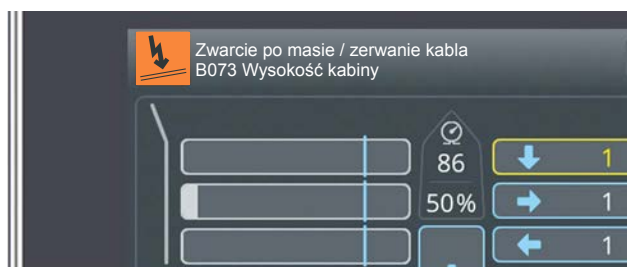 Zwarcie po masie / zerwanie kabla
B073 Wysokość kabiny
86
1
50%
1
1